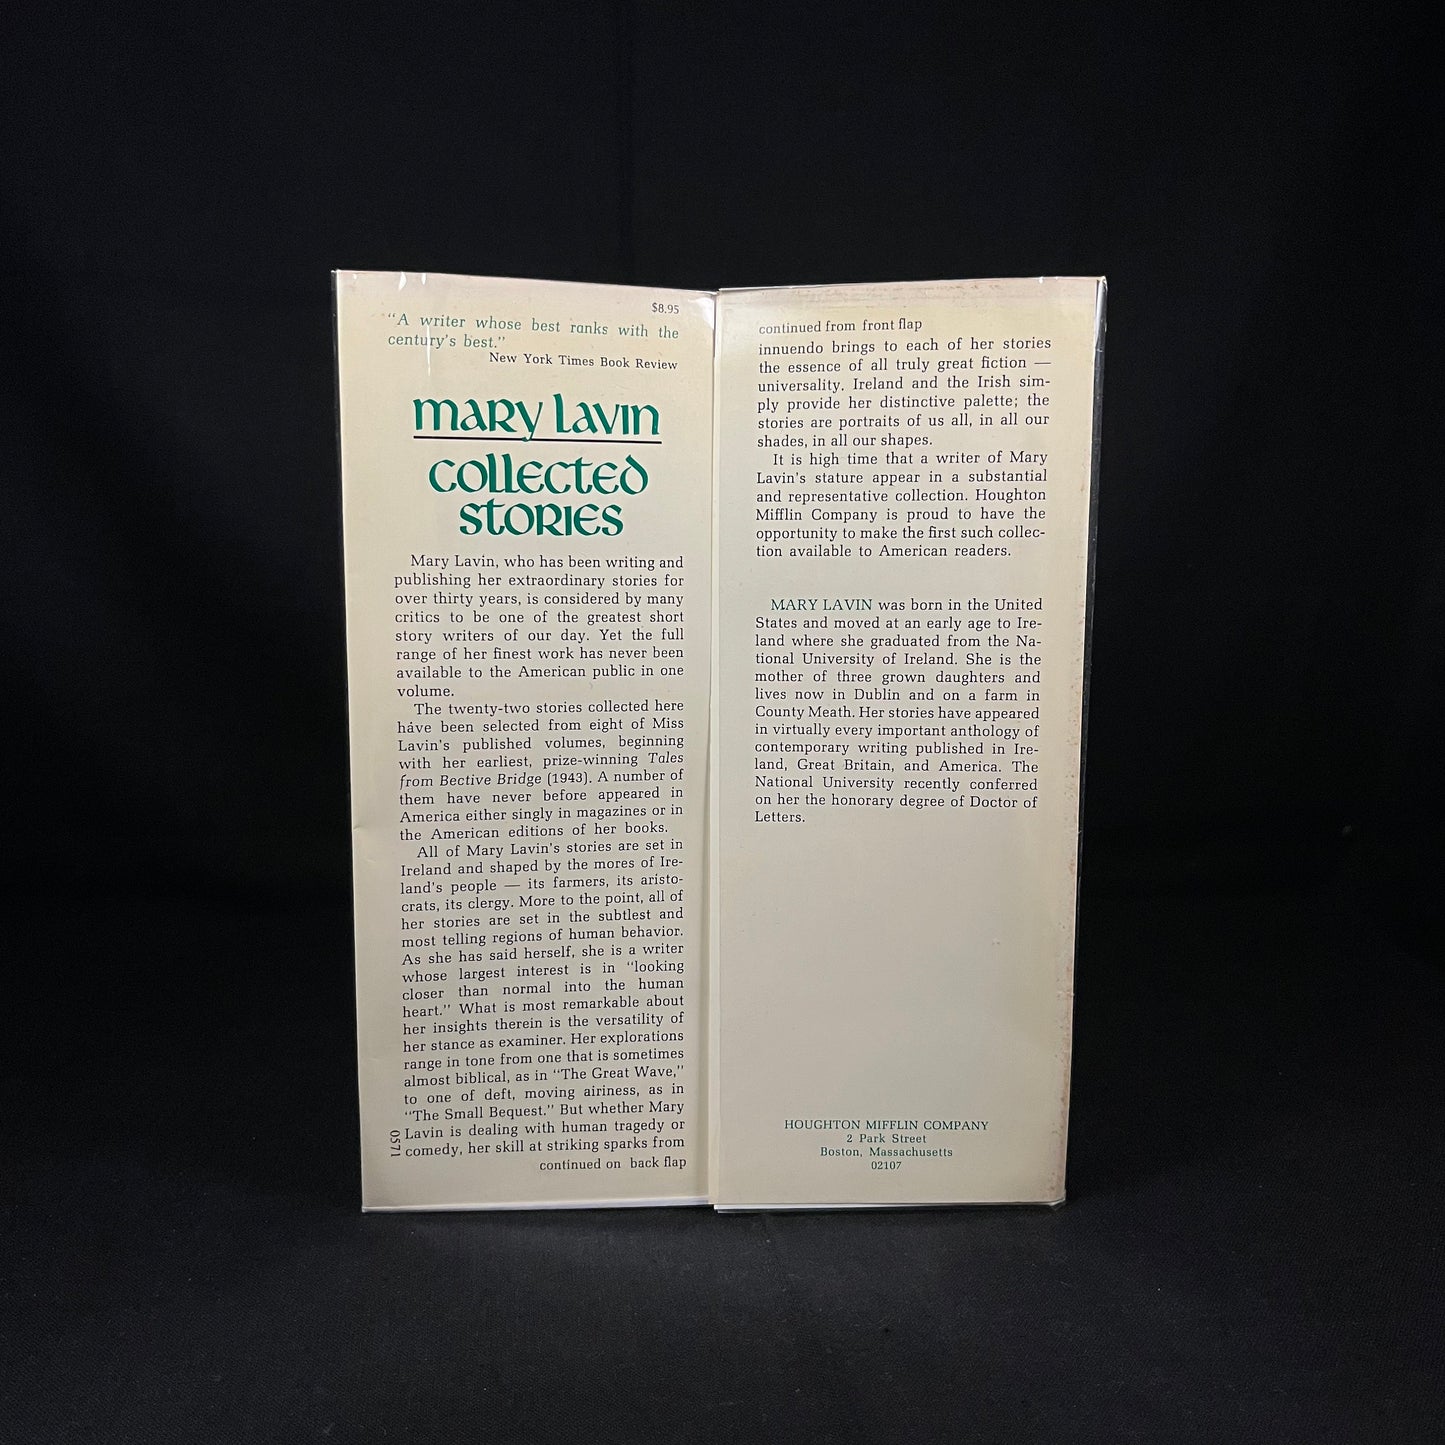 $8.95
"A writer whose best ranks with the
century's best."
New York Times Book Review
MARY LAVIN
COLLECTED
STORIES
Mary Lavin, who has been writing and
publishing her extraordinary stories for
over thirty years, is considered by many
critics to be one of the greatest short
story writers of our day. Yet the full
range of her finest work has never been
available to the American public in one
volume.
The twenty-two stories collected here
have been selected from eight of Miss
Lavin's published volumes, beginning
with her earliest, prize-winning Tales
from Bective Bridge (1943). A number of
them have never before appeared in
America either singly in magazines or in
the American editions of her books.
All of Mary Lavin's stories are set in
Ireland and shaped by the mores of Ire-
land's people — its farmers, its aristo-
crats, its clergy. More to the point, all of
her stories are set in the subtlest and
most telling regions of human behavior.
As she has said herself, she is a writer
whose largest interest is in "looking
closer than normal into the human
heart." What is most remarkable about
her insights therein is the versatility of
her stance as examiner. Her explorations
range in tone from one that is sometimes
almost biblical, as in "The Great Wave,"
to one of deft, moving airiness, as in
"The Small Bequest." But whether Mary
Lavin is dealing with human tragedy or
comedy, her skill at striking sparks from
continued on back flap
0571
continued from front flap
innuendo brings to each of her stories
the essence of all truly great fiction —
universality. Ireland and the Irish sim-
ply provide her distinctive palette; the
stories are portraits of us all, in all our
shades, in all our shapes.
It is high time that a writer of Mary
Lavin's stature appear in a substantial
and representative collection. Houghton
Mifflin Company is proud to have the
opportunity to make the first such collec-
tion available to American readers.
MARY LAVIN was born in the United
States and moved at an early age to Ire-
land where she graduated from the Na-
tional University of Ireland. She is the
mother of three grown daughters and
lives now in Dublin and on a farm in
County Meath. Her stories have appeared
in virtually every important anthology of
contemporary writing published in Ire-
land, Great Britain, and America. The
National University recently conferred
on her the honorary degree of Doctor of
Letters.
HOUGHTON MIFFLIN COMPANY
2 Park Street
Boston, Massachusetts
02107